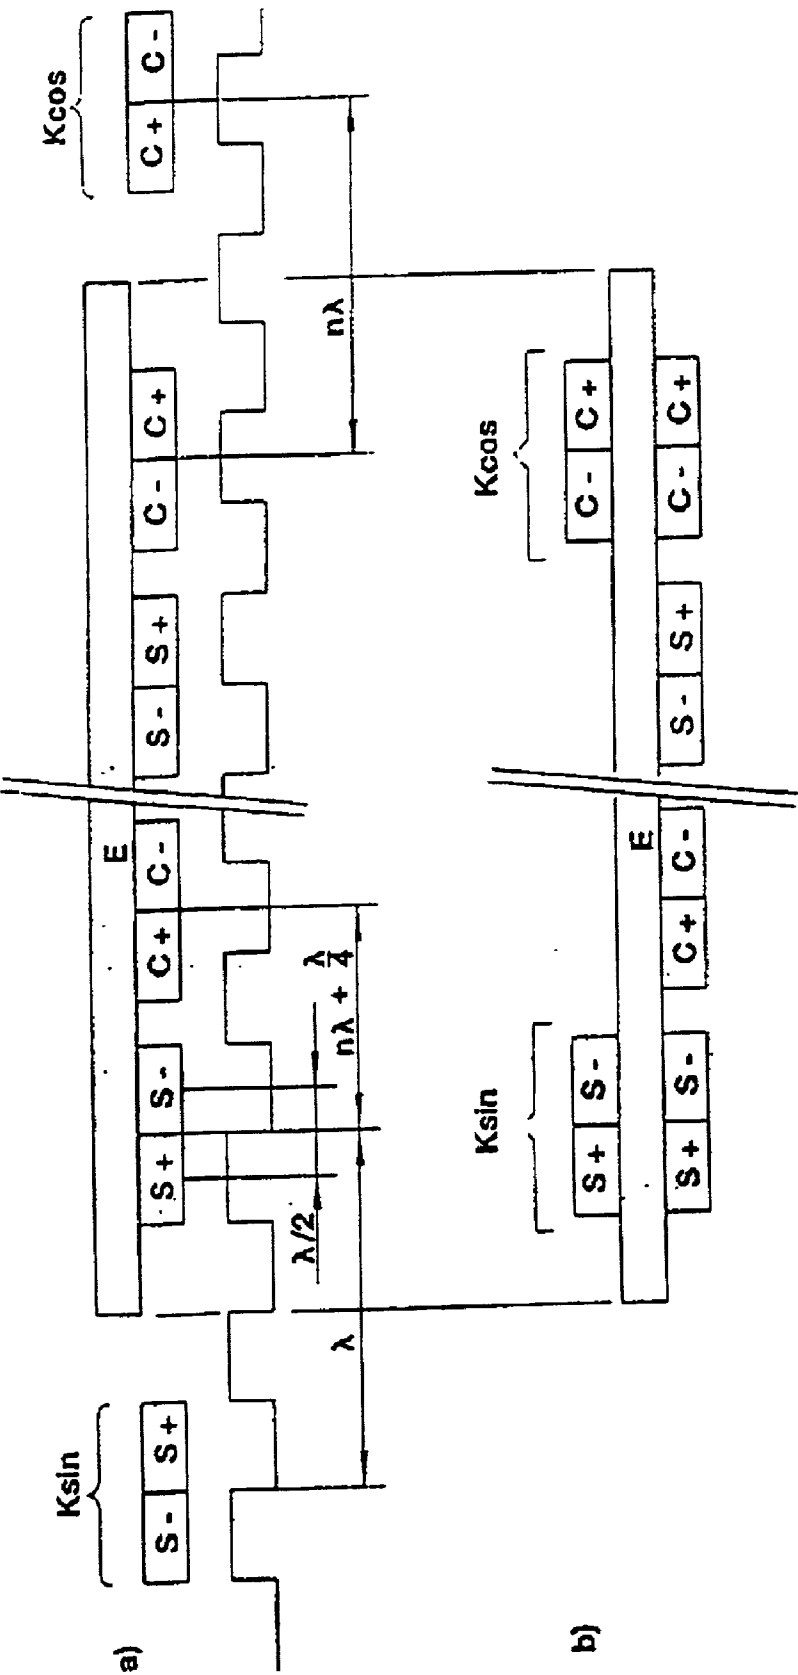 a)
Ksin
Kcos
E
S- S+ S+ S- C+ C- S- S+ C- C+ C+ C-
λ/2
λ
nλ + λ/4
nλ
b)
Ksin
Kcos
S+ S- C- C+
E
S+ S- C+ C- S- S+ C- C+